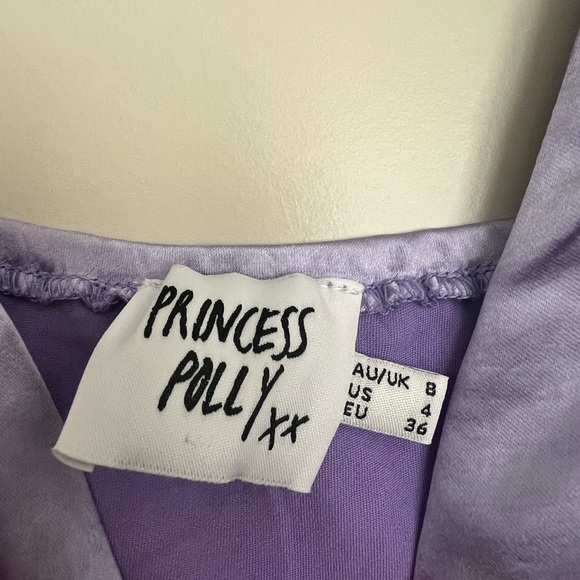 PRINCESS
POLLY xx
AU/UK 8
US 4
EU 36